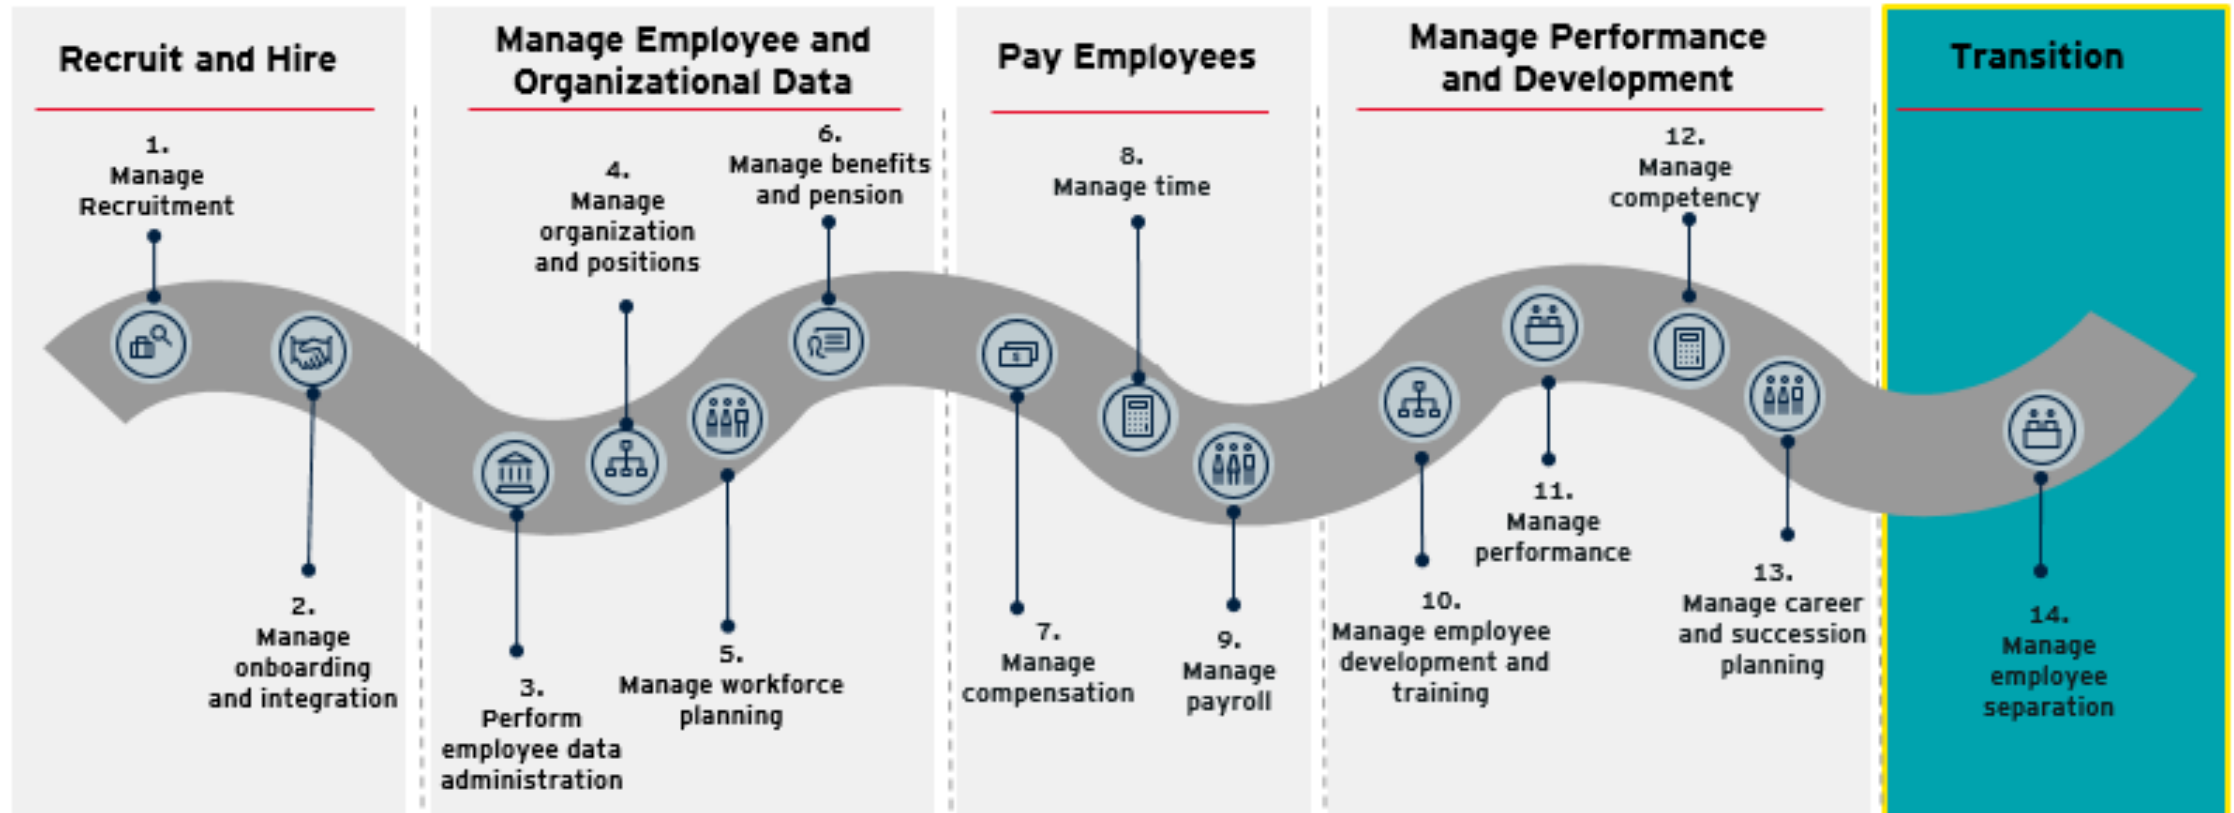 Recruit and Hire
Manage Employee and
Organizational Data
Pay Employees
Manage Performance
and Development
Transition
1.
Manage
Recruitment
2.
Manage
onboarding
and integration
3.
Perform
employee data
administration
4.
Manage
organization
and positions
5.
Manage workforce
planning
6.
Manage benefits
and pension
7.
Manage
compensation
8.
Manage time
9.
Manage
payroll
10.
Manage employee
development and
training
11.
Manage
performance
12.
Manage
competency
13.
Manage career
and succession
planning
14.
Manage
employee
separation